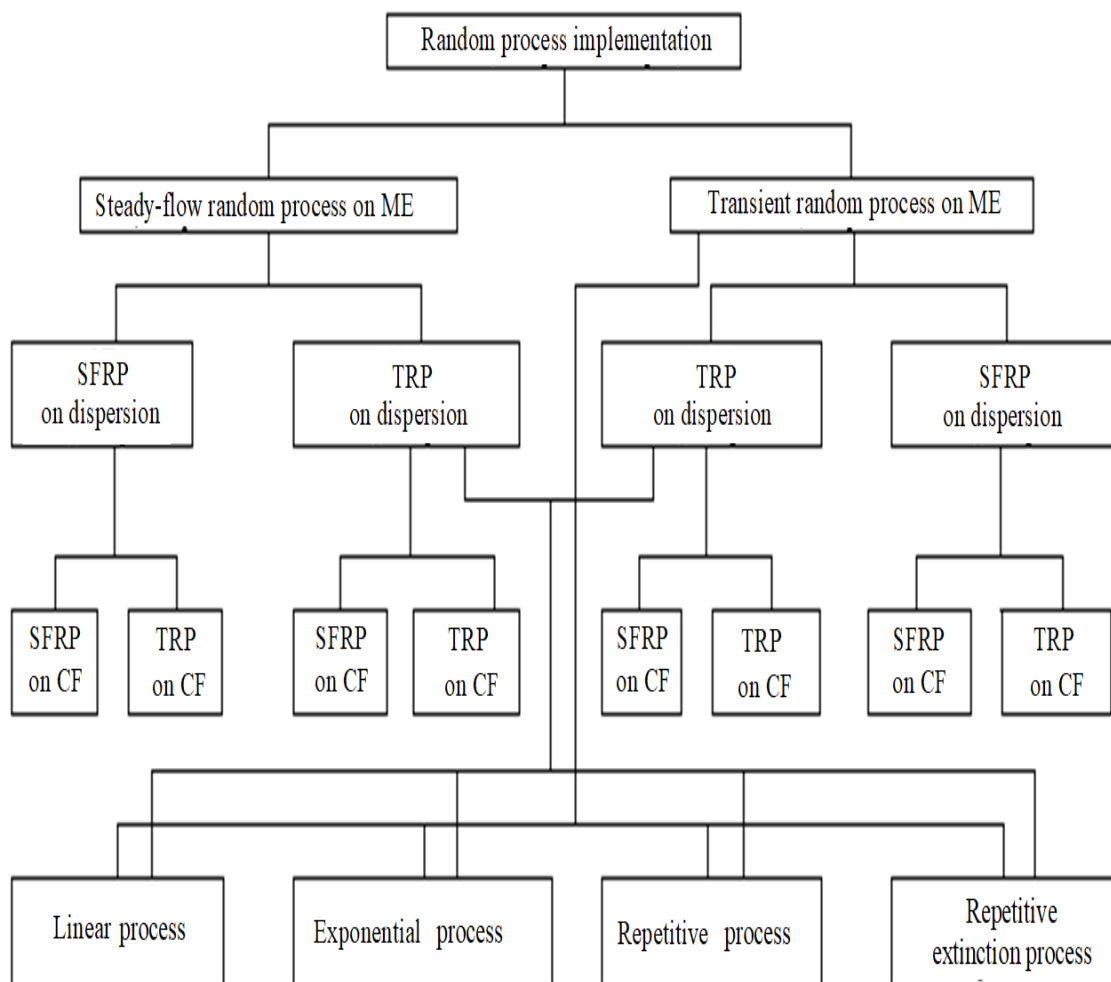 Random process implementation
Steady-flow random process on ME
Transient random process on ME
SFRP
on dispersion
TRP
on dispersion
TRP
on dispersion
SFRP
on dispersion
SFRP
on CF
TRP
on CF
SFRP
on CF
TRP
on CF
SFRP
on CF
TRP
on CF
SFRP
on CF
TRP
on CF
Linear process
Exponential process
Repetitive process
Repetitive
extinction process